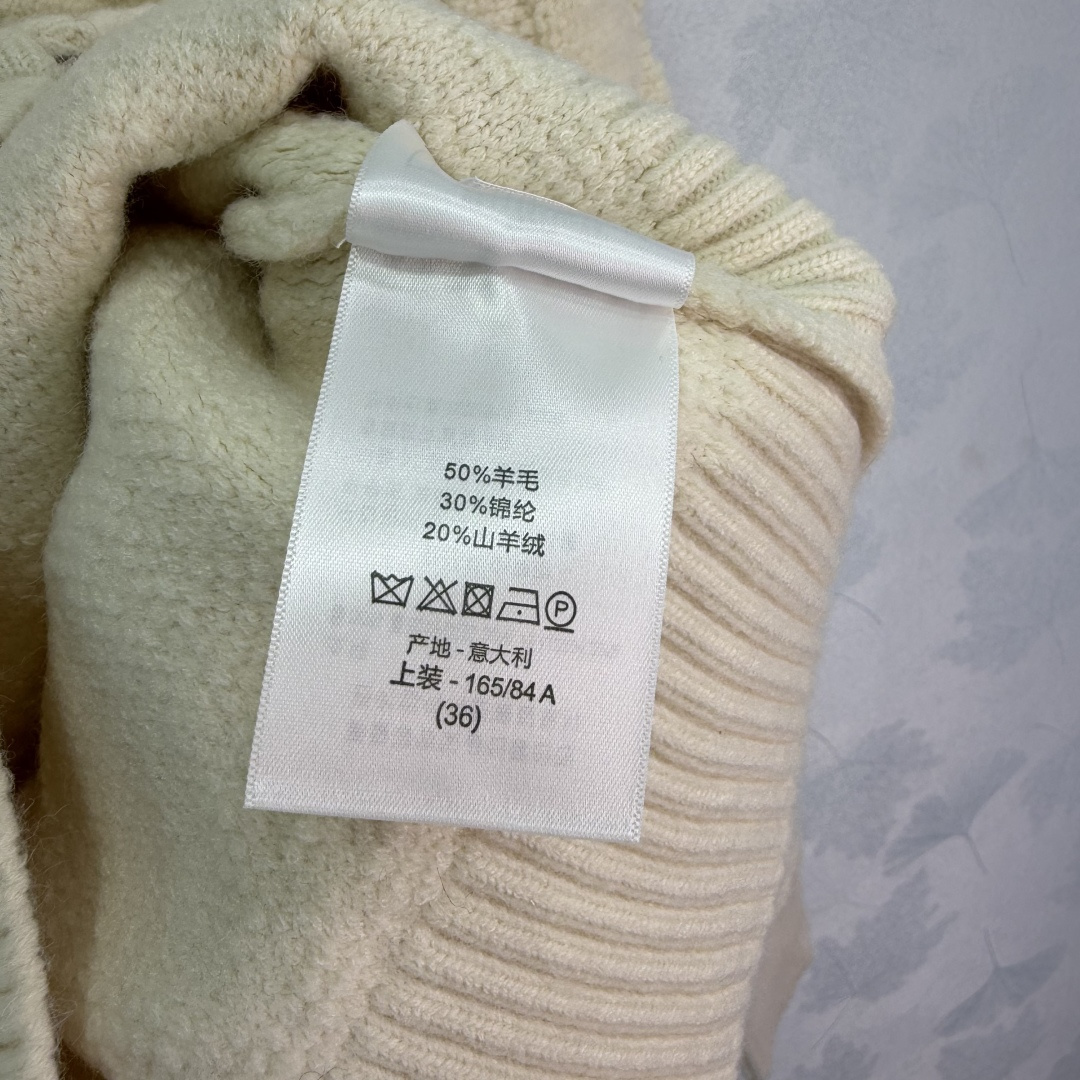 50%羊毛
30%锦纶
20%山羊绒
P
产地 - 意大利
上装 - 165/84 A
(36)